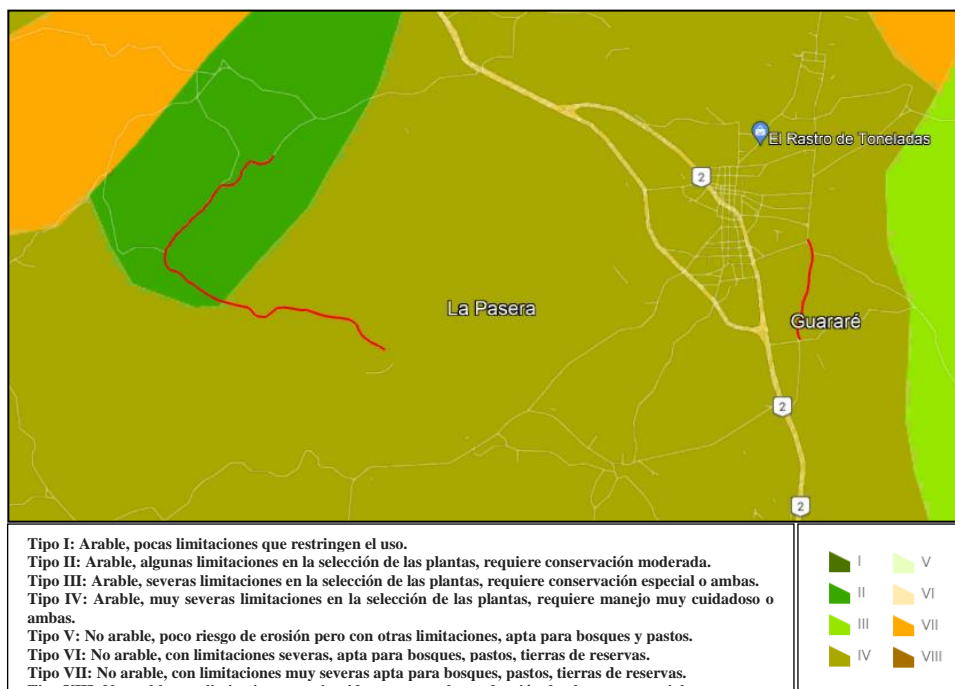 El Rastro de Toneladas
2
La Pasera
Guararé
2
2
Tipo I: Arable, pocas limitaciones que restringen el uso.
Tipo II: Arable, algunas limitaciones en la selección de las plantas, requiere conservación moderada.
Tipo III: Arable, severas limitaciones en la selección de las plantas, requiere conservación especial o ambas.
Tipo IV: Arable, muy severas limitaciones en la selección de las plantas, requiere manejo muy cuidadoso o
ambas.
Tipo V: No arable, poco riesgo de erosión pero con otras limitaciones, apta para bosques y pastos.
Tipo VI: No arable, con limitaciones severas, apta para bosques, pastos, tierras de reservas.
Tipo VII: No arable, con limitaciones muy severas apta para bosques, pastos, tierras de reservas.
I
V
II
VI
III
VII
IV
VIII